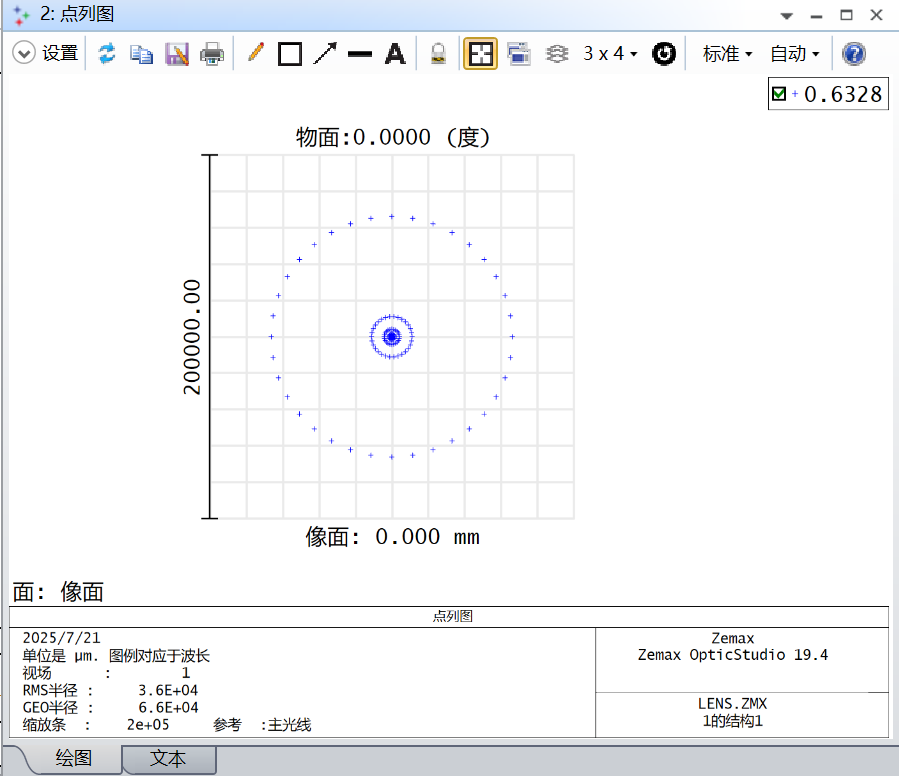 2: 点列图
设置
A
3 x 4
标准
自动
0.6328
物面:0.0000 (度)
200000.00
像面: 0.000 mm
面: 像面
点列图
2025/7/21
单位是 µm. 图例对应于波长
视场 : 1
RMS半径 : 3.6E+04
GEO半径 : 6.6E+04
缩放条 : 2e+05 参考 :主光线
Zemax
Zemax OpticStudio 19.4
LENS.ZMX
1的结构1
绘图
文本